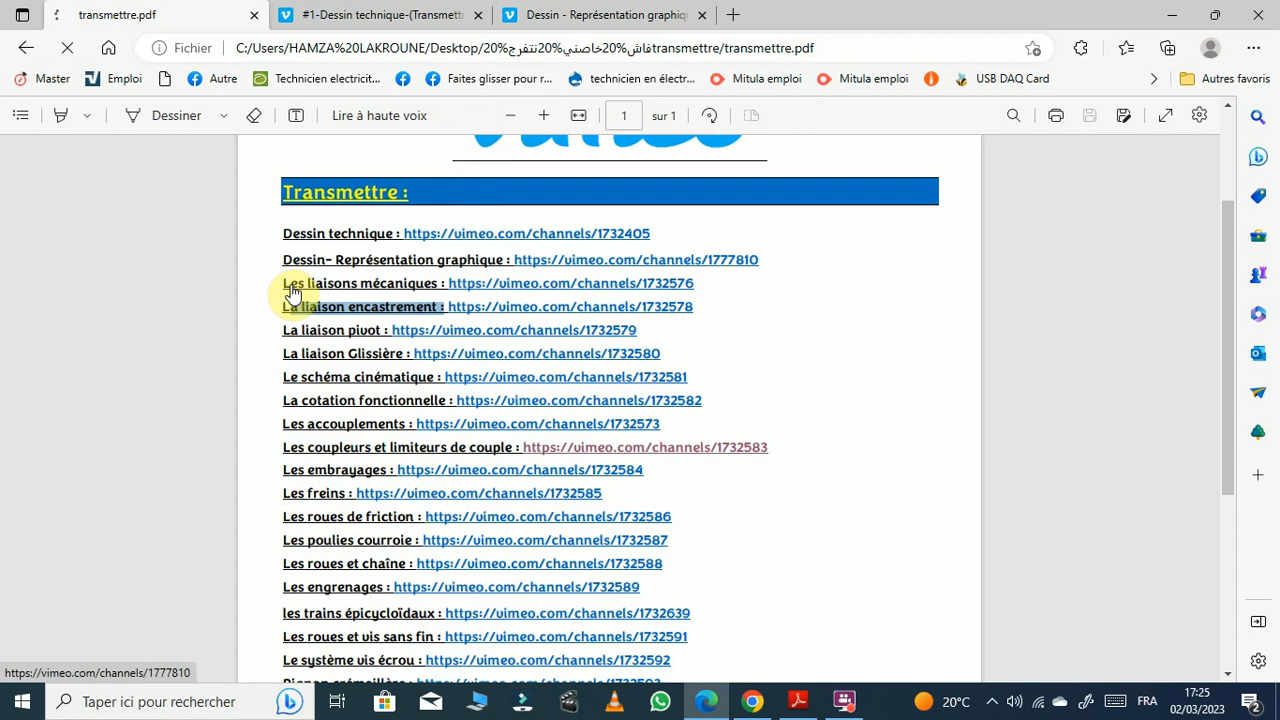 transmettre.pdf
#1-Dessin technique-(Transmettr
Dessin - Représentation graphiqu
Fichier
C:/Users/HAMZA%20LAKROUNE/Desktop/فاش%20خاصني%20نتفرج%20transmettre/transmettre.pdf
Master
Emploi
Autre
Technicien electricit...
Faites glisser pour r...
technicien en électr...
Mitula emploi
Mitula emploi
USB DAQ Card
Autres favoris
Dessiner
Lire à haute voix
1
sur 1
Transmettre :
Dessin technique : https://vimeo.com/channels/1732405
Dessin- Représentation graphique : https://vimeo.com/channels/1777810
Les liaisons mécaniques : https://vimeo.com/channels/1732576
La liaison encastrement : https://vimeo.com/channels/1732578
La liaison pivot : https://vimeo.com/channels/1732579
La liaison Glissière : https://vimeo.com/channels/1732580
Le schéma cinématique : https://vimeo.com/channels/1732581
La cotation fonctionnelle : https://vimeo.com/channels/1732582
Les accouplements : https://vimeo.com/channels/1732573
Les coupleurs et limiteurs de couple : https://vimeo.com/channels/1732583
Les embrayages : https://vimeo.com/channels/1732584
Les freins : https://vimeo.com/channels/1732585
Les roues de friction : https://vimeo.com/channels/1732586
Les poulies courroie : https://vimeo.com/channels/1732587
Les roues et chaîne : https://vimeo.com/channels/1732588
Les engrenages : https://vimeo.com/channels/1732589
les trains épicycloïdaux : https://vimeo.com/channels/1732639
Les roues et vis sans fin : https://vimeo.com/channels/1732591
Le système vis écrou : https://vimeo.com/channels/1732592
https://vimeo.com/channels/1777810
Taper ici pour rechercher
20°C
FRA
17:25
02/03/2023
2